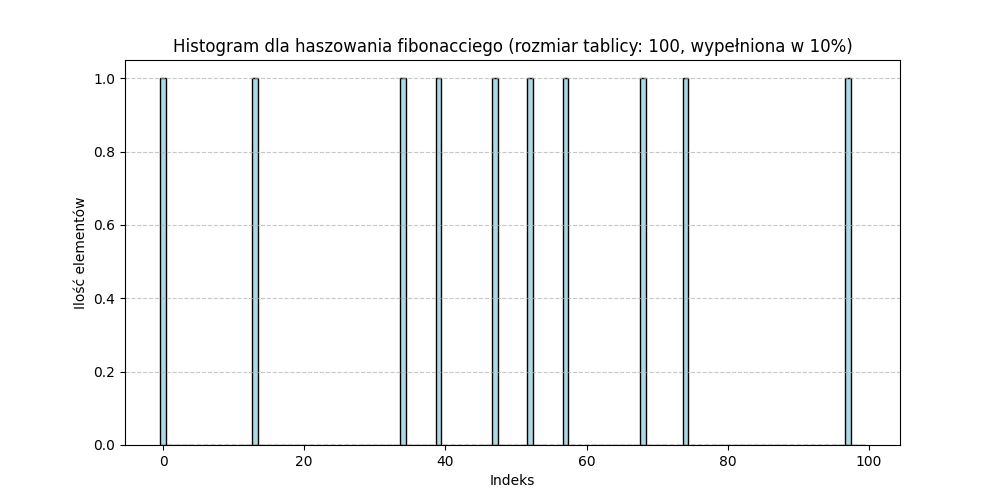 Histogram dla haszowania fibonacciego (rozmiar tablicy: 100, wypełniona w 10%)
Ilość elementów
1.0
0.8
0.6
0.4
0.2
0.0
0 20 40 60 80 100
Indeks